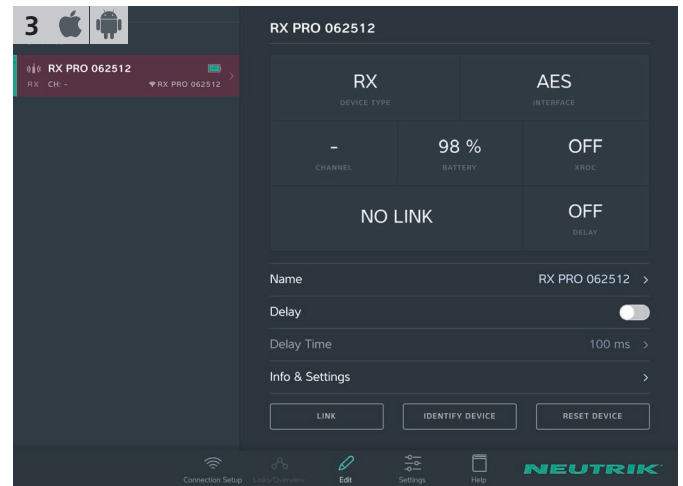 3
RX PRO 062512
RX PRO 062512
RX CH: - RX PRO 062512
RX AES
DEVICE TYPE INTERFACE
- 98 % OFF
CHANNEL BATTERY XROC
NO LINK OFF
DELAY
Name RX PRO 062512 >
Delay
Delay Time 100 ms >
Info & Settings >
LINK IDENTIFY DEVICE RESET DEVICE
Connection Setup Links/Overview Edit Settings Help NEUTRIK